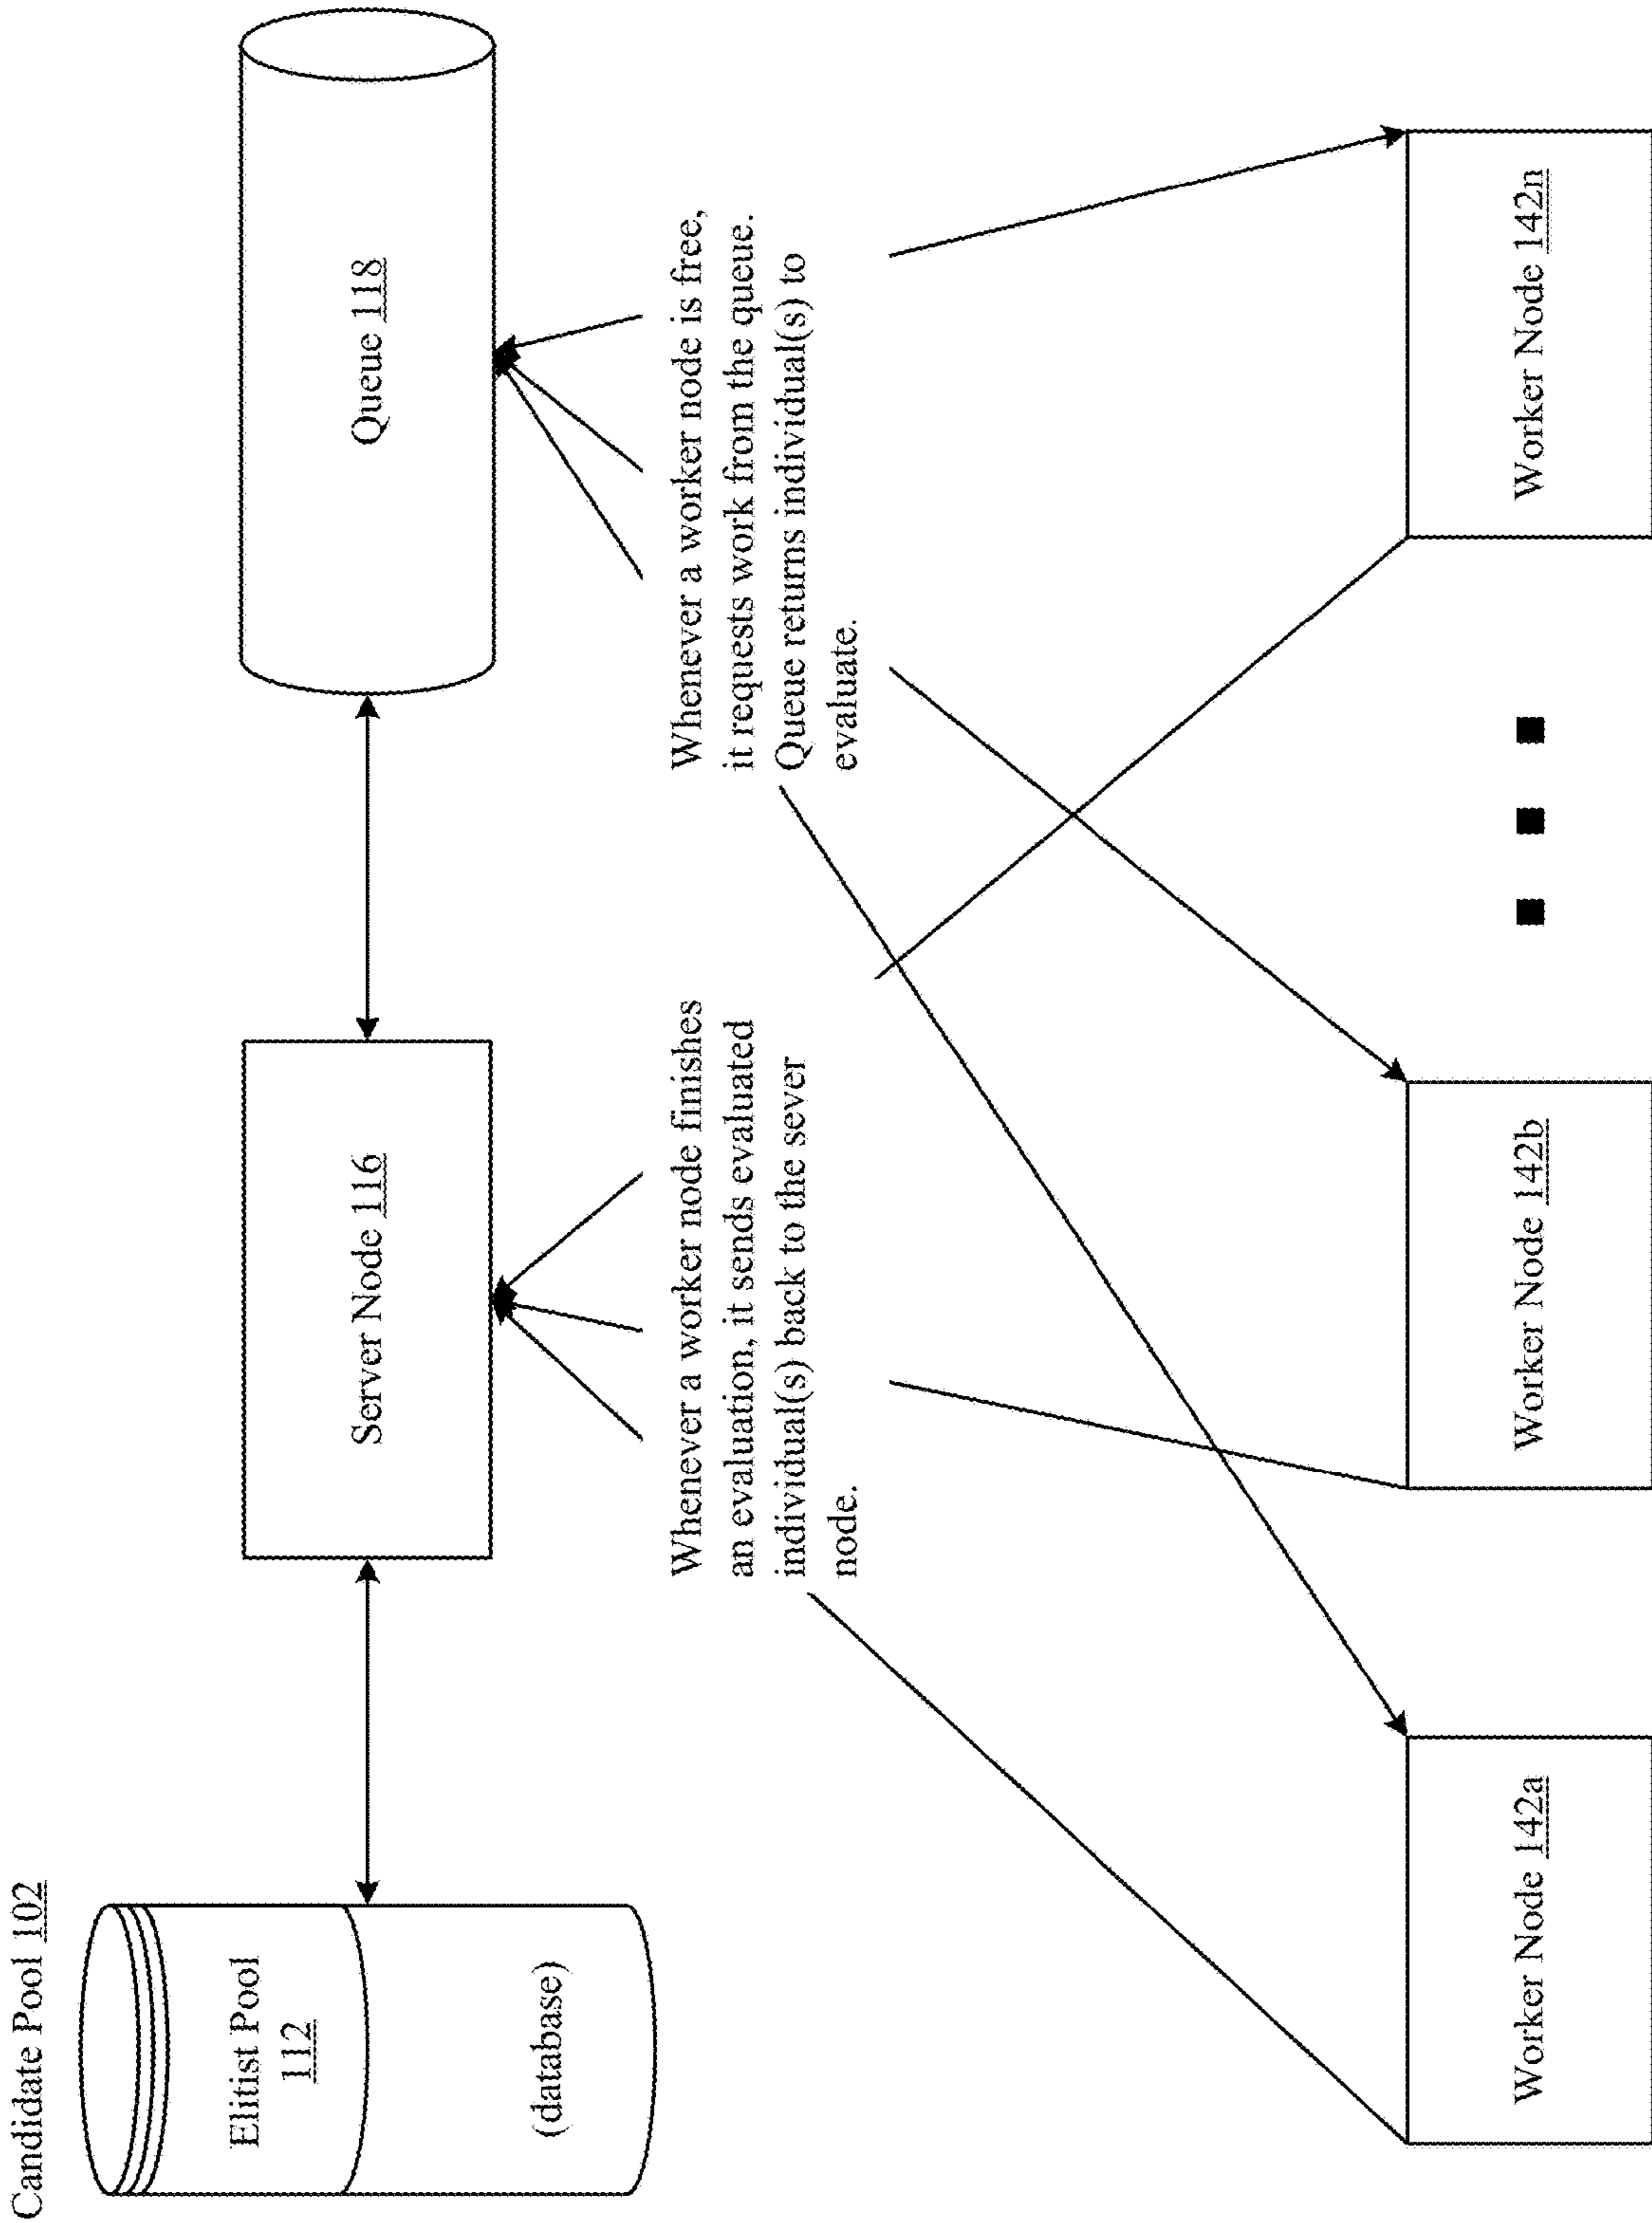 Candidate Pool 102
Elitist Pool
112
(database)
Server Node 116
Queue 118
Whenever a worker node finishes
an evaluation, it sends evaluated
individual(s) back to the sever
node.
Whenever a worker node is free,
it requests work from the queue.
Queue returns individual(s) to
evaluate.
Worker Node 142a
Worker Node 142b
Worker Node 142n